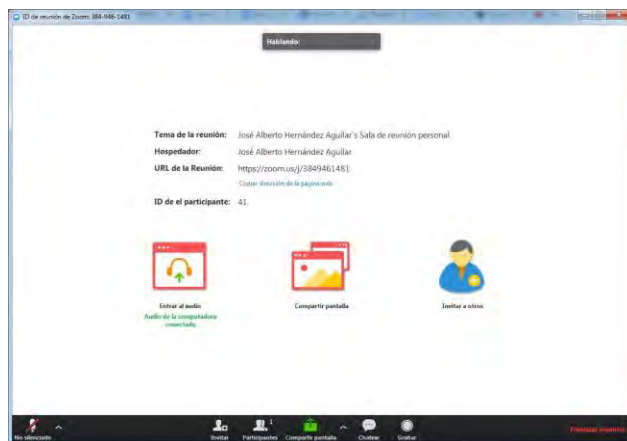 ID de reunión de Zoom: 384-946-1481
Hablando:
Tema de la reunión: José Alberto Hernández Aguilar's Sala de reunión personal
Hospedador: José Alberto Hernández Aguilar
URL de la Reunión: https://zoom.us/j/3849461481
Copiar dirección de la página web
ID de el participante: 41
Entrar al audio
Compartir pantalla
Invitar a otros
Audio de la computadora
conectado
1
No silenciado
Invitar
Participantes
Compartir pantalla
Chatear
Grabar
Finalizar reunión